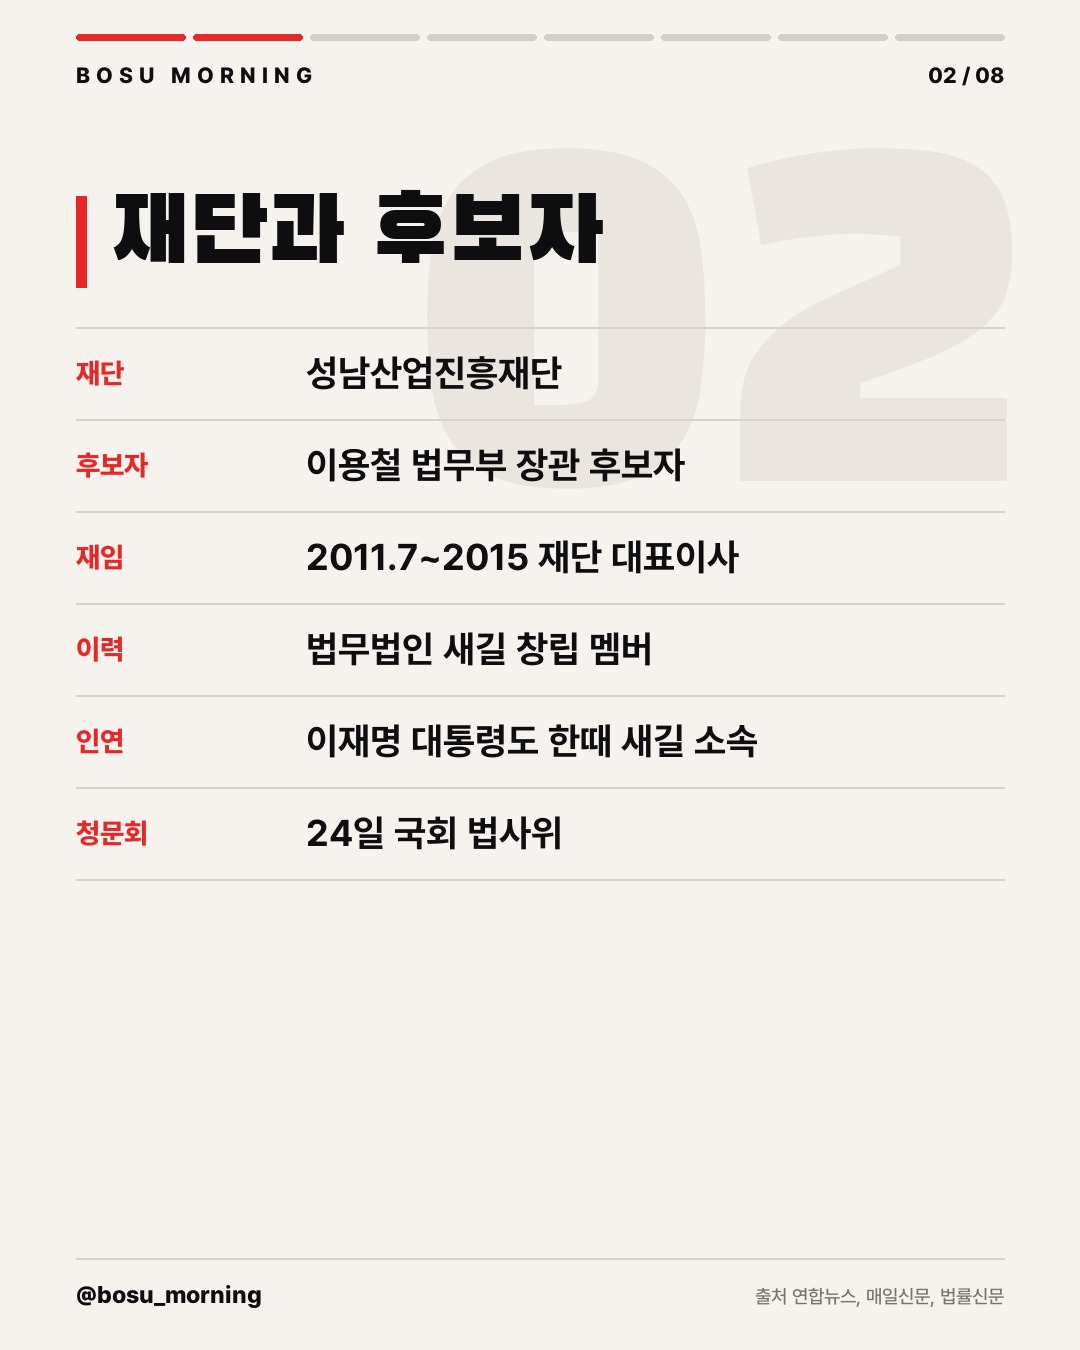 BOSU MORNING
02 / 08
02
재단과 후보자
재단 성남산업진흥재단
후보자 이용철 법무부 장관 후보자
재임 2011.7~2015 재단 대표이사
이력 법무법인 새길 창립 멤버
인연 이재명 대통령도 한때 새길 소속
청문회 24일 국회 법사위
@bosu_morning
출처 연합뉴스, 매일신문, 법률신문